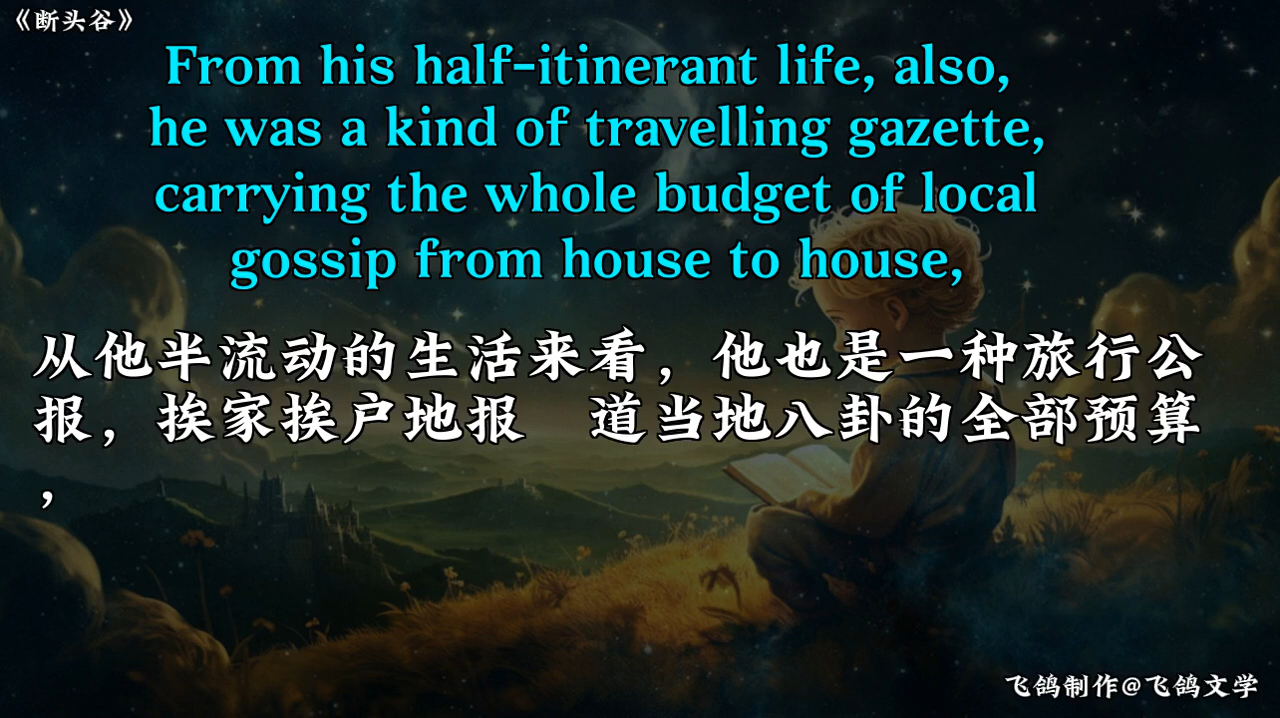 《断头谷》
From his half-itinerant life, also,
he was a kind of travelling gazette,
carrying the whole budget of local
gossip from house to house,
从他半流动的生活来看，他也是一种旅行公
报，挨家挨户地报　道当地八卦的全部预算
，
飞鸽制作@飞鸽文学